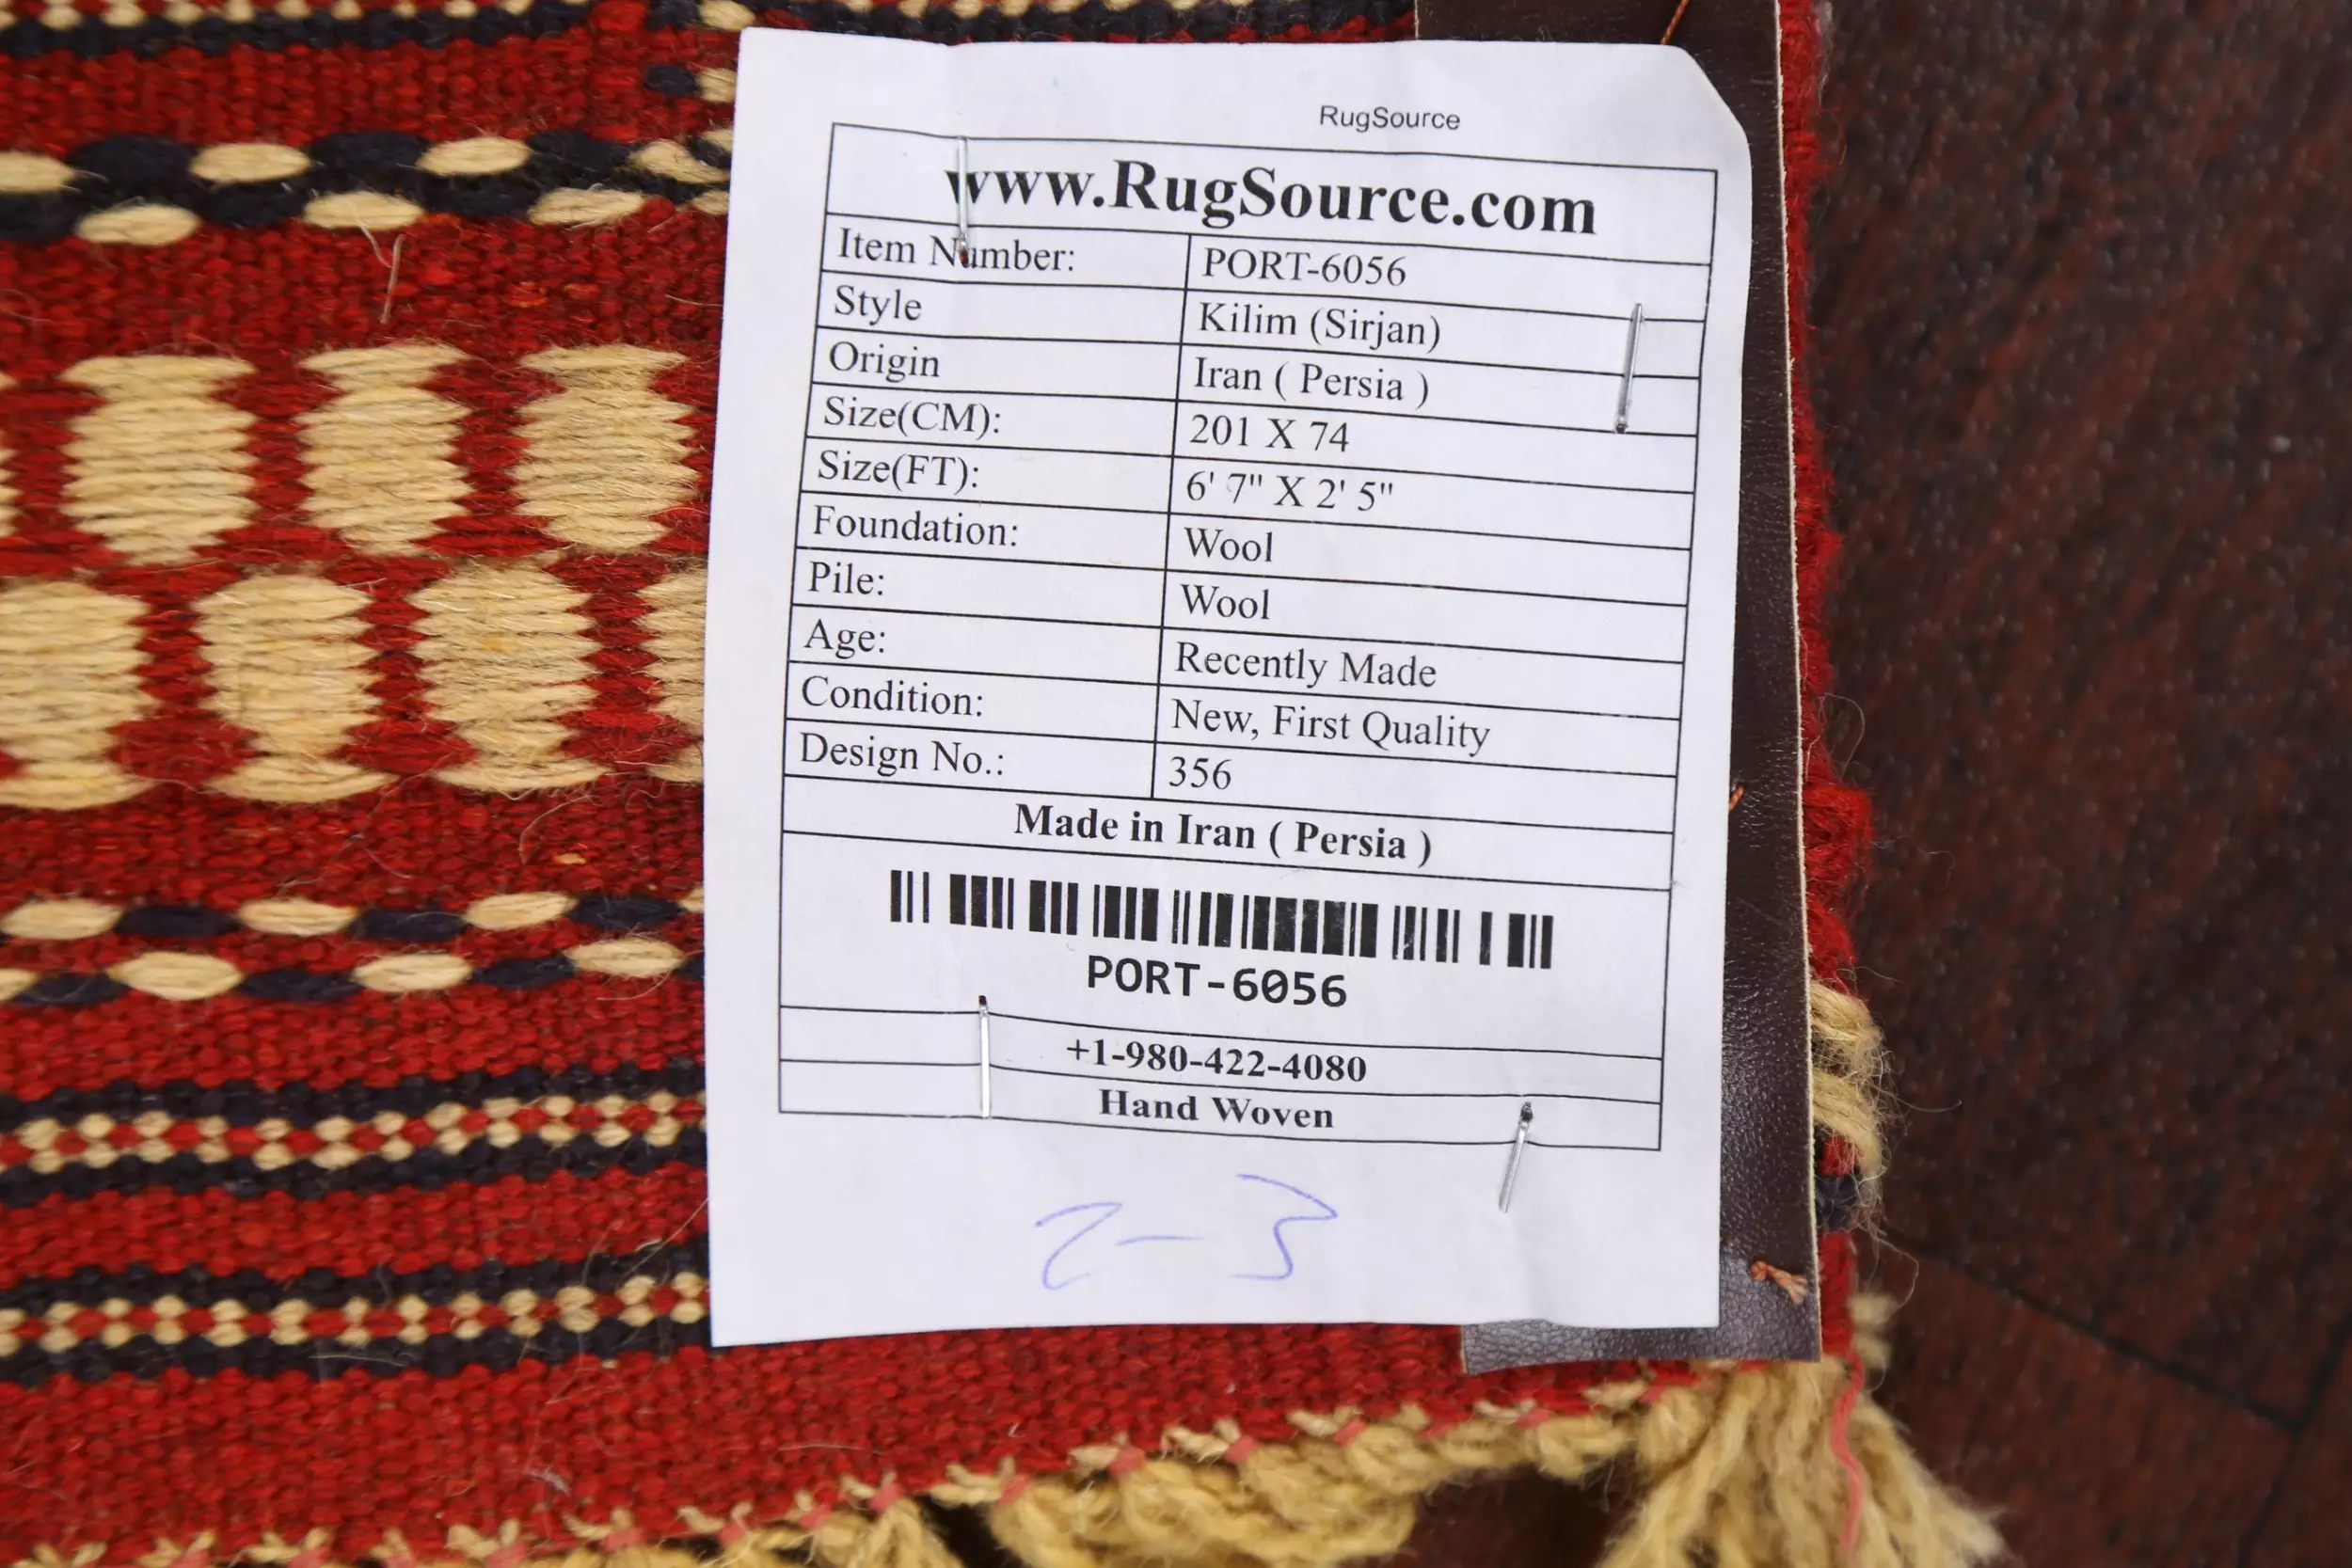 RugSource
www.RugSource.com
Item Number: PORT-6056
Style Kilim (Sirjan)
Origin Iran ( Persia )
Size(CM): 201 X 74
Size(FT): 6' 7" X 2' 5"
Foundation: Wool
Pile: Wool
Age: Recently Made
Condition: New, First Quality
Design No.: 356
Made in Iran ( Persia )
PORT-6056
+1-980-422-4080
Hand Woven
2-3